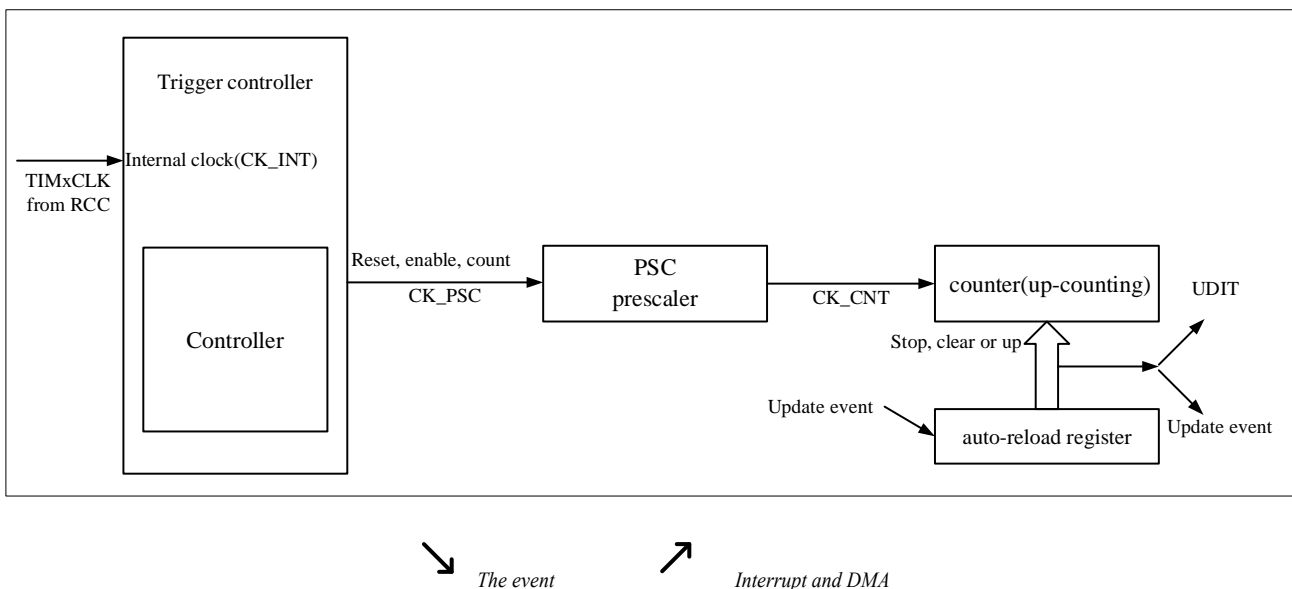 Trigger controller
Internal clock(CK_INT)
TIMxCLK
from RCC
Controller
Reset, enable, count
CK_PSC
PSC
prescaler
CK_CNT
counter(up-counting)
UDIT
Stop, clear or up
Update event
auto-reload register
Update event
The event
Interrupt and DMA